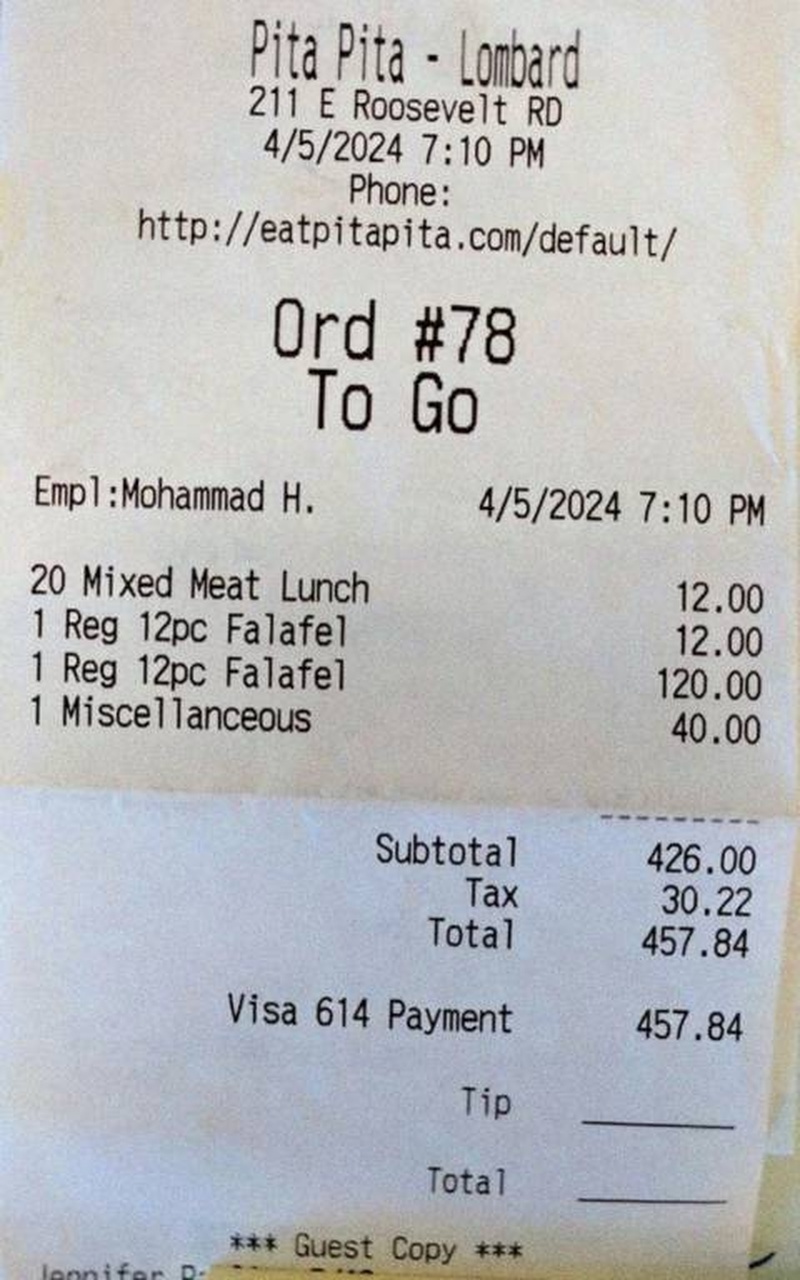 Pita Pita - Lombard
211 E Roosevelt RD
4/5/2024 7:10 PM
Phone:
http://eatpitapita.com/default/
Ord #78
To Go
Empl:Mohammad H. 4/5/2024 7:10 PM
20 Mixed Meat Lunch 12.00
1 Reg 12pc Falafel 12.00
1 Reg 12pc Falafel 120.00
1 Miscellanceous 40.00
Subtotal 426.00
Tax 30.22
Total 457.84
Visa 614 Payment 457.84
Tip
Total
*** Guest Copy ***
Jennifer